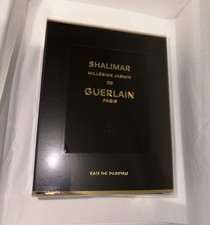 SHALIMAR
MILLÉSIME JASMIN
DE
GUERLAIN
PARIS
EAU DE PARFUM